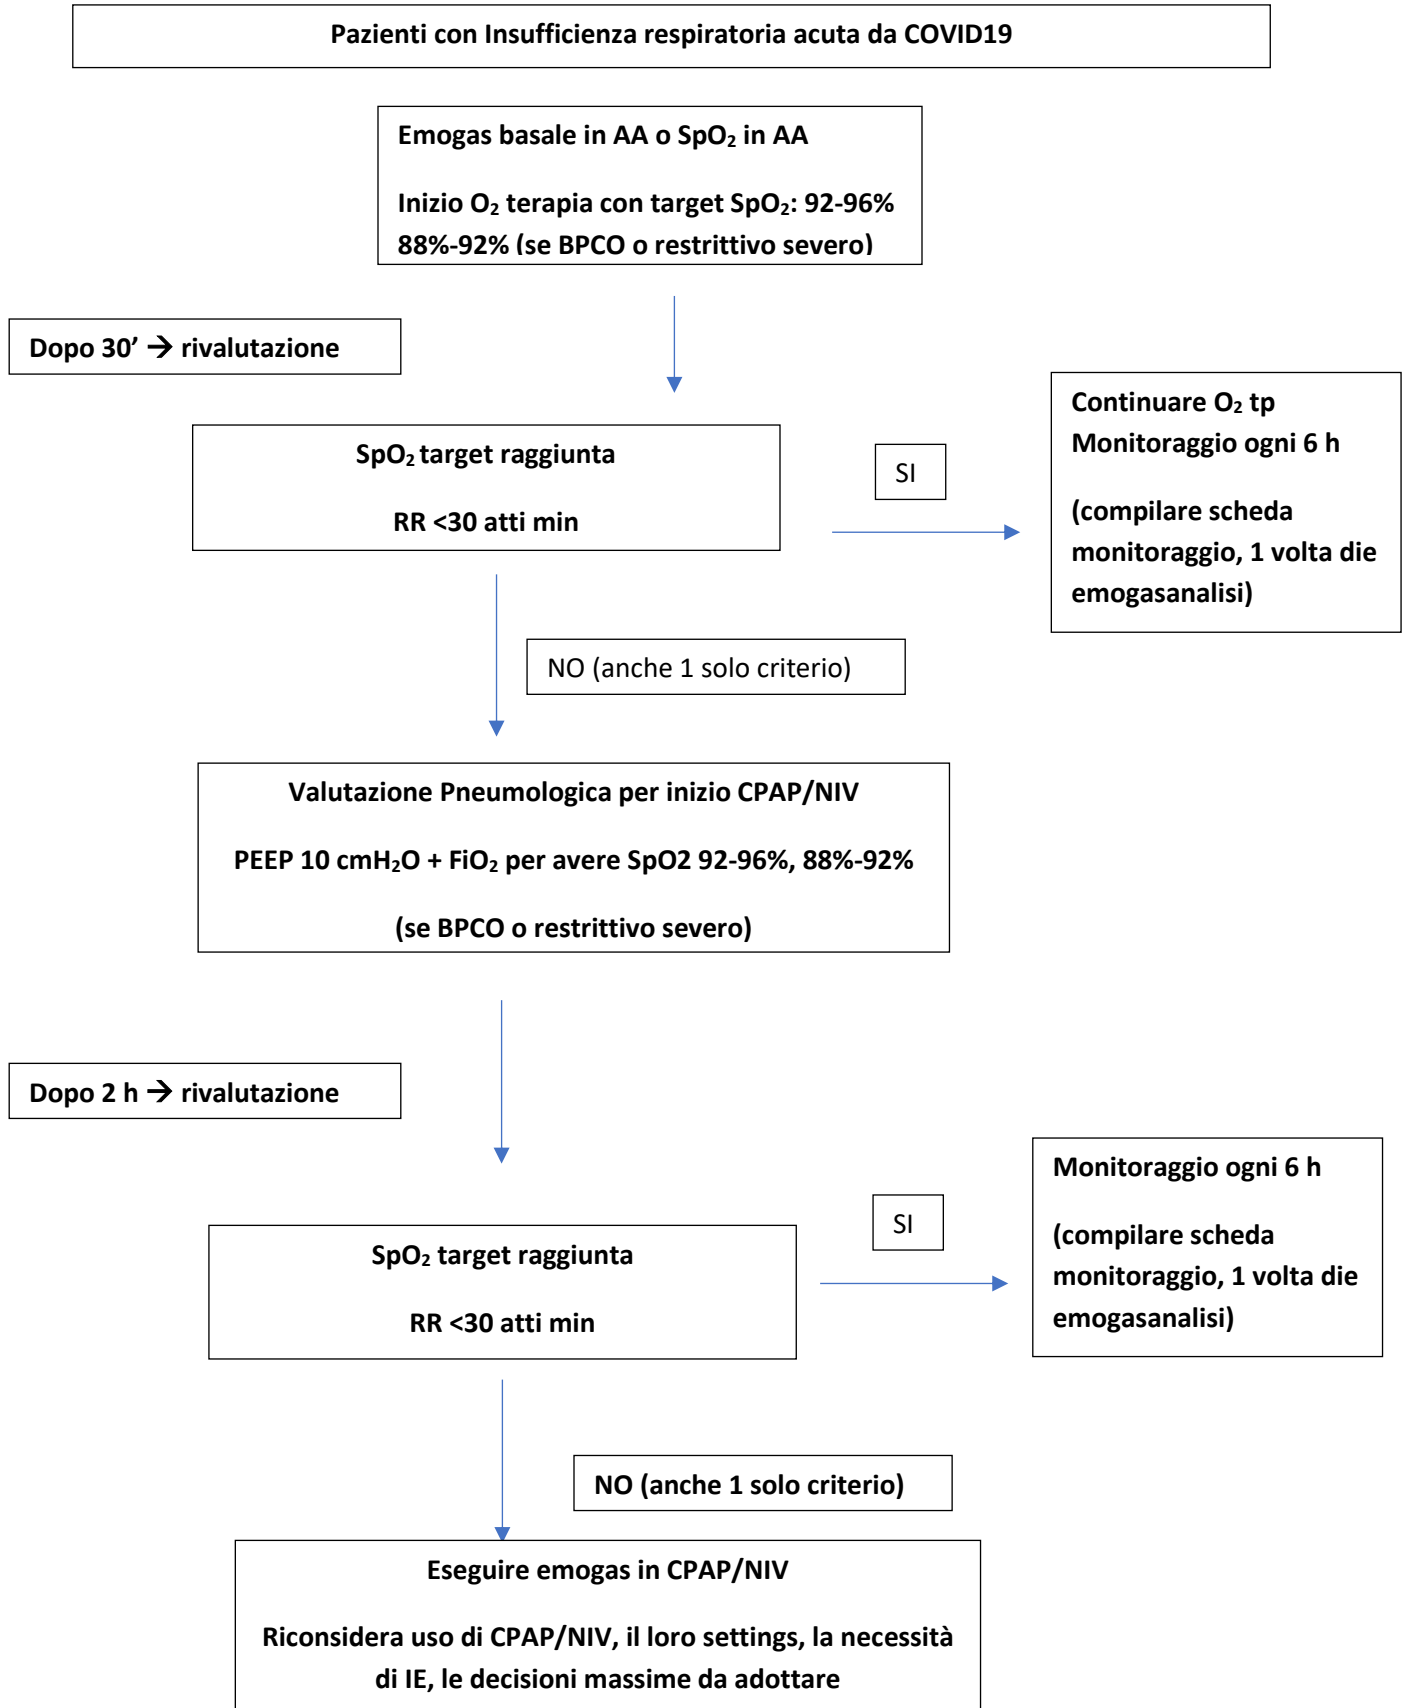 Pazienti con Insufficienza respiratoria acuta da COVID19
Emogas basale in AA o SpO₂ in AA
Inizio O₂ terapia con target SpO₂: 92-96%
88%-92% (se BPCO o restrittivo severo)
Dopo 30’ → rivalutazione
SpO₂ target raggiunta
RR <30 atti min
SI
Continuare O₂ tp
Monitoraggio ogni 6 h
(compilare scheda
monitoraggio, 1 volta die
emogasanalisi)
NO (anche 1 solo criterio)
Valutazione Pneumologica per inizio CPAP/NIV
PEEP 10 cmH₂O + FiO₂ per avere SpO2 92-96%, 88%-92%
(se BPCO o restrittivo severo)
Dopo 2 h → rivalutazione
SpO₂ target raggiunta
RR <30 atti min
SI
Monitoraggio ogni 6 h
(compilare scheda
monitoraggio, 1 volta die
emogasanalisi)
NO (anche 1 solo criterio)
Eseguire emogas in CPAP/NIV
Riconsidera uso di CPAP/NIV, il loro settings, la necessità
di IE, le decisioni massime da adottare